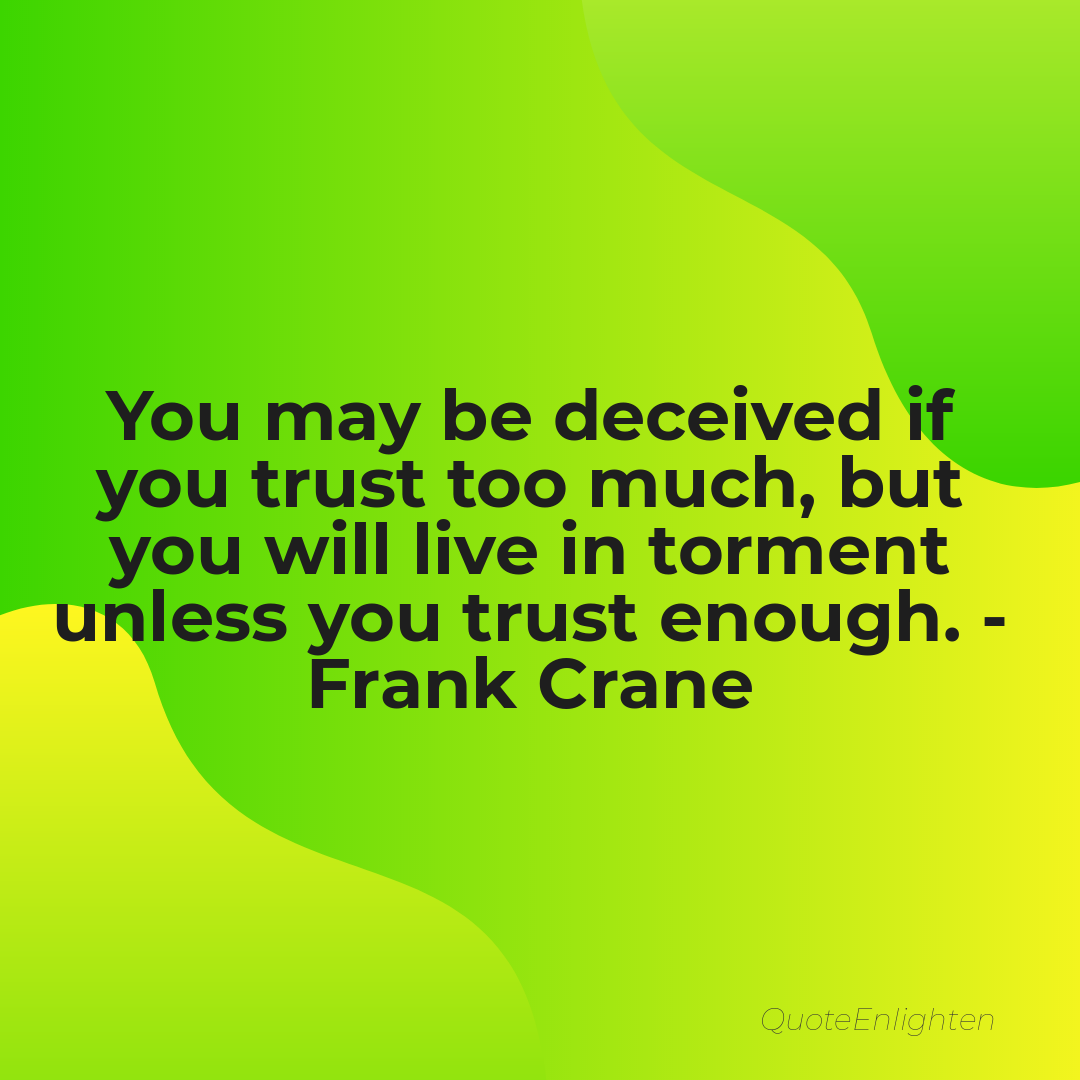 You may be deceived if
you trust too much, but
you will live in torment
unless you trust enough. -
Frank Crane
QuoteEnlighten